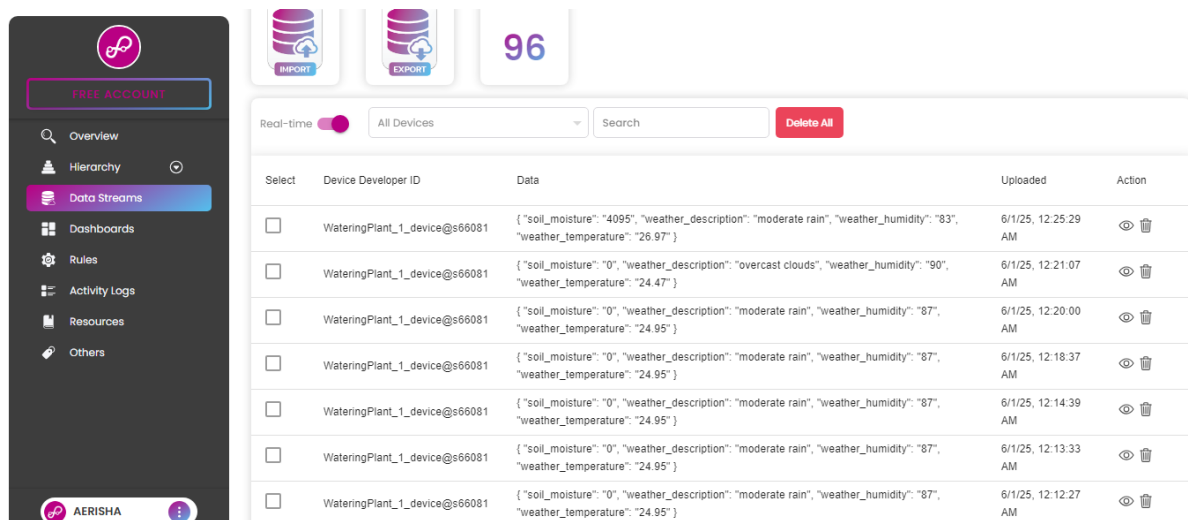 IMPORT
EXPORT
96
FREE ACCOUNT
Overview
Hierarchy
Data Streams
Dashboards
Rules
Activity Logs
Resources
Others
AERISHA
Real-time
All Devices
Search
Delete All
Select Device Developer ID Data Uploaded Action
WateringPlant_1_device@s66081 { "soil_moisture": "4095", "weather_description": "moderate rain", "weather_humidity": "83", 6/1/25, 12:25:29
"weather_temperature": "26.97" } AM
WateringPlant_1_device@s66081 { "soil_moisture": "0", "weather_description": "overcast clouds", "weather_humidity": "90", 6/1/25, 12:21:07
"weather_temperature": "24.47" } AM
WateringPlant_1_device@s66081 { "soil_moisture": "0", "weather_description": "moderate rain", "weather_humidity": "87", 6/1/25, 12:20:00
"weather_temperature": "24.95" } AM
WateringPlant_1_device@s66081 { "soil_moisture": "0", "weather_description": "moderate rain", "weather_humidity": "87", 6/1/25, 12:18:37
"weather_temperature": "24.95" } AM
WateringPlant_1_device@s66081 { "soil_moisture": "0", "weather_description": "moderate rain", "weather_humidity": "87", 6/1/25, 12:14:39
"weather_temperature": "24.95" } AM
WateringPlant_1_device@s66081 { "soil_moisture": "0", "weather_description": "moderate rain", "weather_humidity": "87", 6/1/25, 12:13:33
"weather_temperature": "24.95" } AM
WateringPlant_1_device@s66081 { "soil_moisture": "0", "weather_description": "moderate rain", "weather_humidity": "87", 6/1/25, 12:12:27
"weather_temperature": "24.95" } AM